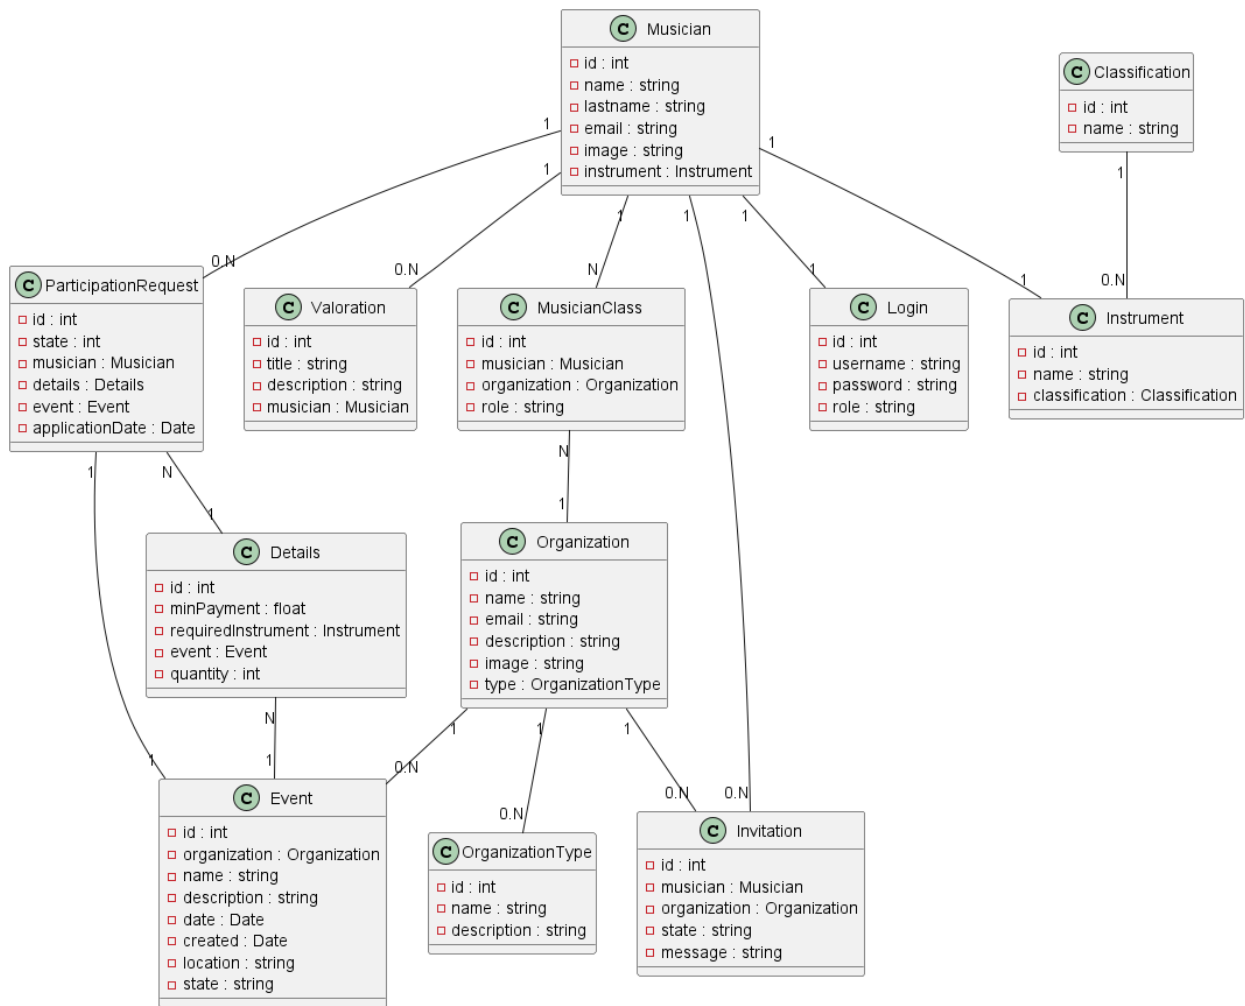 C Musician
id : int
name : string
lastname : string
email : string
image : string
instrument : Instrument
C Classification
id : int
name : string
1
1
1
1
1
1
1
1
0.N
0.N
N
1
1
0.N
C ParticipationRequest
id : int
state : int
musician : Musician
details : Details
event : Event
applicationDate : Date
C Valoration
id : int
title : string
description : string
musician : Musician
C MusicianClass
id : int
musician : Musician
organization : Organization
role : string
C Login
id : int
username : string
password : string
role : string
C Instrument
id : int
name : string
classification : Classification
1
N
N
1
1
C Details
id : int
minPayment : float
requiredInstrument : Instrument
event : Event
quantity : int
C Organization
id : int
name : string
email : string
description : string
image : string
type : OrganizationType
N
1
1
1
1
1
0.N
0.N
0.N
0.N
C Event
id : int
organization : Organization
name : string
description : string
date : Date
created : Date
location : string
state : string
C OrganizationType
id : int
name : string
description : string
C Invitation
id : int
musician : Musician
organization : Organization
state : string
message : string